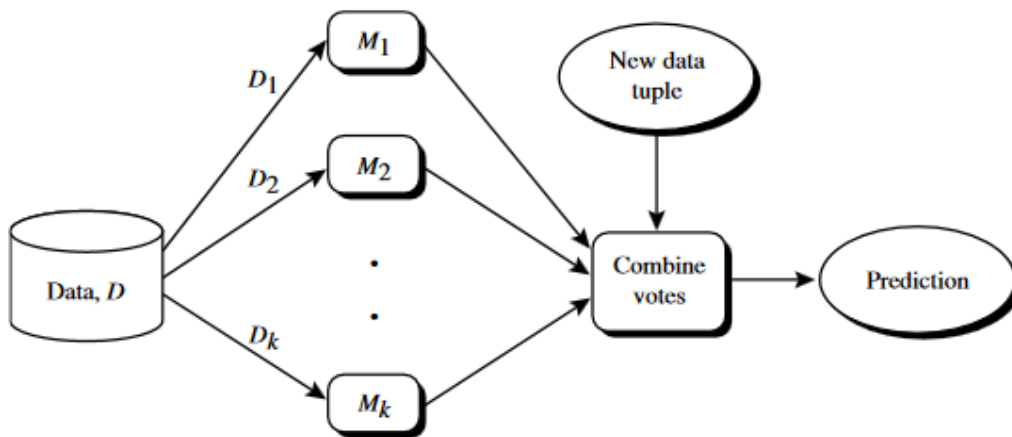 M1
New data
tuple
D1
M2
D2
Data, D
Combine
votes
Prediction
Dk
Mk